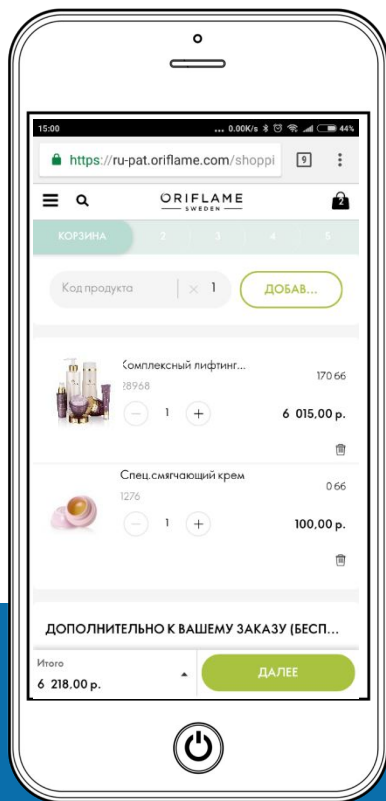 15:00 ... 0.00K/s 44%
https://ru-pat.oriflame.com/shoppi 9
ORIFLAME 2
SWEDEN
КОРЗИНА 2 3 4 5
Код продукта × 1 ДОБАВ...
Комплексный лифтинг... 170 бб
28968
− 1 +
6 015,00 р.
Спец.смягчающий крем 0 бб
1276
− 1 +
100,00 р.
ДОПОЛНИТЕЛЬНО К ВАШЕМУ ЗАКАЗУ (БЕСП...
Итого
6 218,00 р.
ДАЛЕЕ